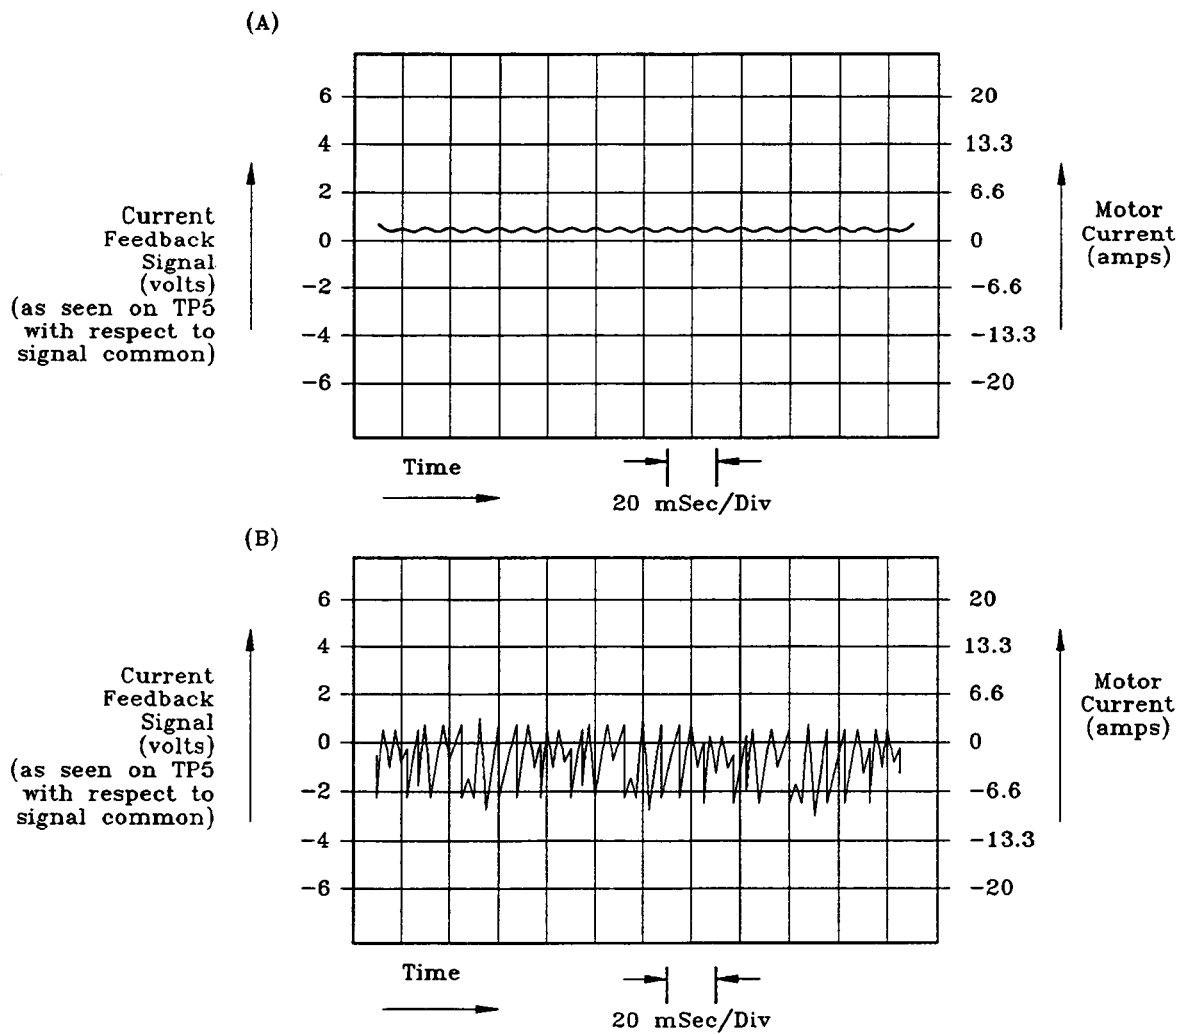 (A)
6
4
2
0
-2
-4
-6
20
13.3
6.6
0
-6.6
-13.3
-20
Current
Feedback
Signal
(volts)
(as seen on TP5
with respect to
signal common)
Motor
Current
(amps)
Time
20 mSec/Div
(B)
6
4
2
0
-2
-4
-6
20
13.3
6.6
0
-6.6
-13.3
-20
Current
Feedback
Signal
(volts)
(as seen on TP5
with respect to
signal common)
Motor
Current
(amps)
Time
20 mSec/Div